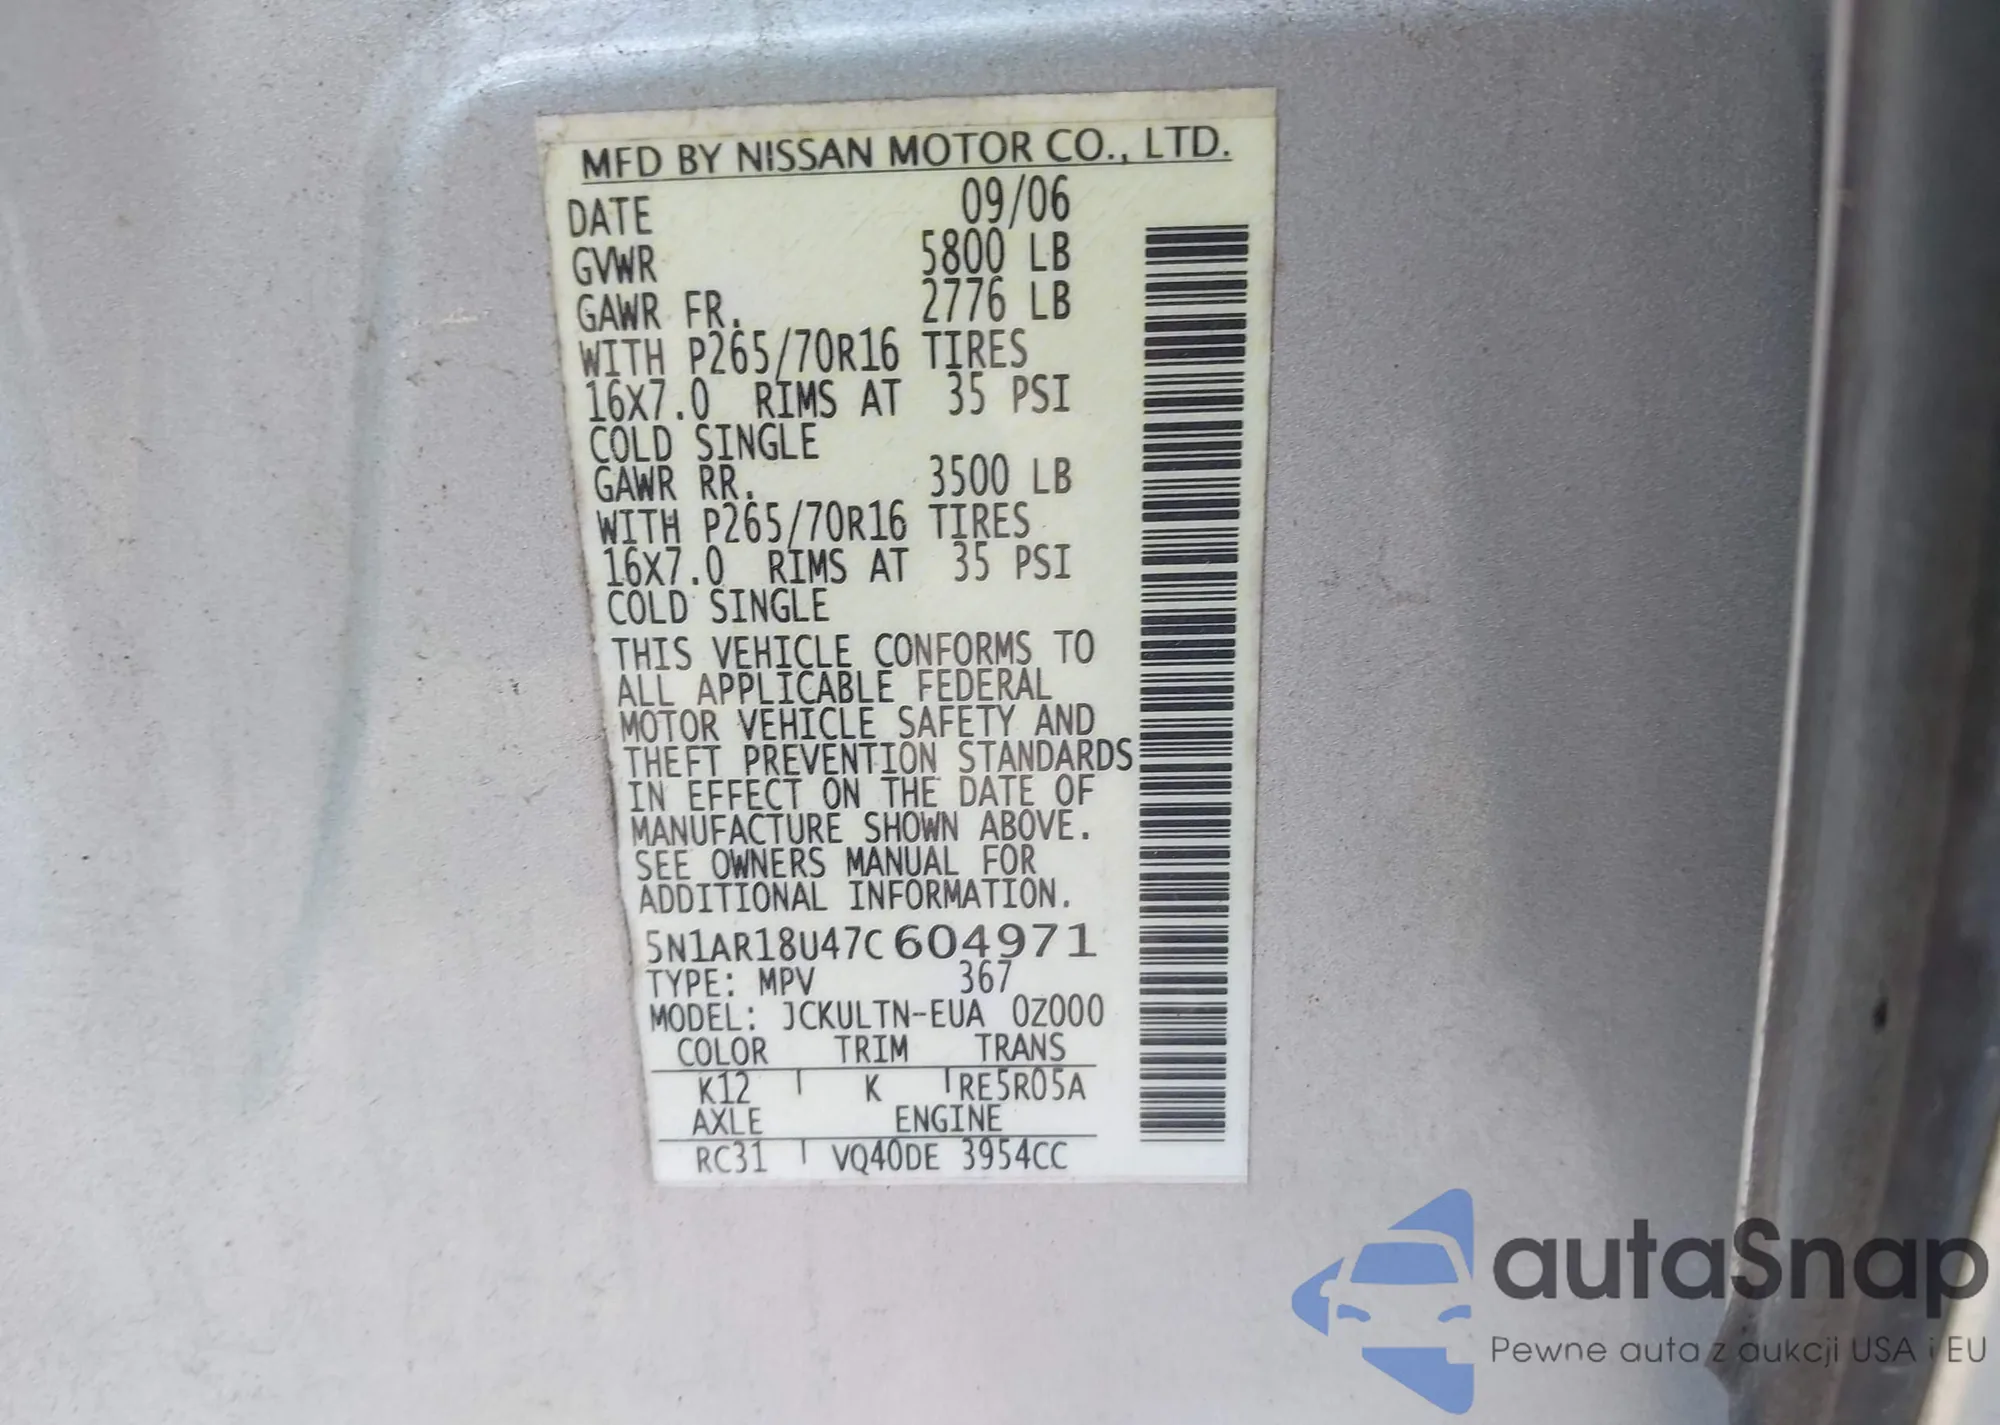 MFD BY NISSAN MOTOR CO., LTD.
DATE 09/06
GVWR 5800 LB
GAWR FR. 2776 LB
WITH P265/70R16 TIRES
16X7.0 RIMS AT 35 PSI
COLD SINGLE
GAWR RR. 3500 LB
WITH P265/70R16 TIRES
16X7.0 RIMS AT 35 PSI
COLD SINGLE
THIS VEHICLE CONFORMS TO
ALL APPLICABLE FEDERAL
MOTOR VEHICLE SAFETY AND
THEFT PREVENTION STANDARDS
IN EFFECT ON THE DATE OF
MANUFACTURE SHOWN ABOVE.
SEE OWNERS MANUAL FOR
ADDITIONAL INFORMATION.
5N1AR18U47C604971
TYPE: MPV 367
MODEL: JCKULTN-EUA 0Z000
COLOR TRIM TRANS
K12 K RE5R05A
AXLE ENGINE
RC31 VQ40DE 3954CC
autaSnap
Pewne auta z aukcji USA i EU